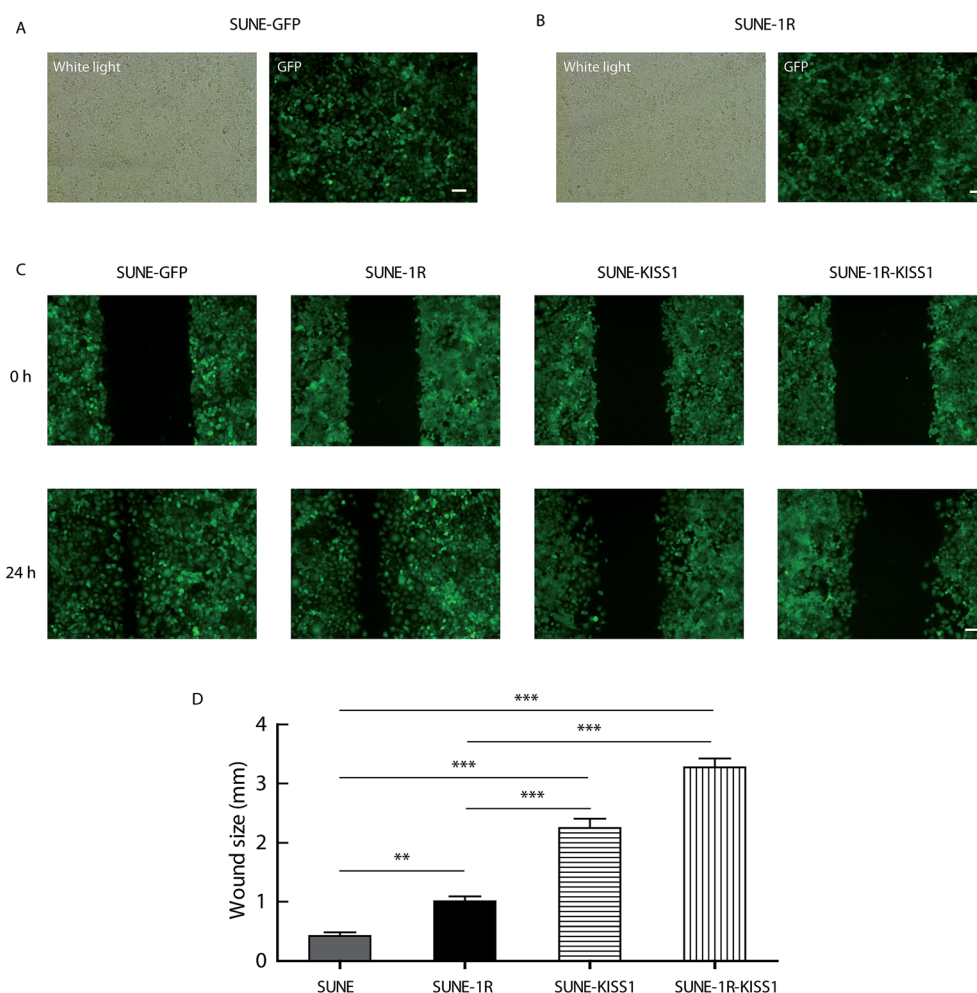 A
SUNE-GFP
B
SUNE-1R
White light
GFP
White light
GFP
C
SUNE-GFP
SUNE-1R
SUNE-KISS1
SUNE-1R-KISS1
0 h
24 h
D
***
***
***
***
**
Wound size (mm)
4
3
2
1
0
SUNE
SUNE-1R
SUNE-KISS1
SUNE-1R-KISS1